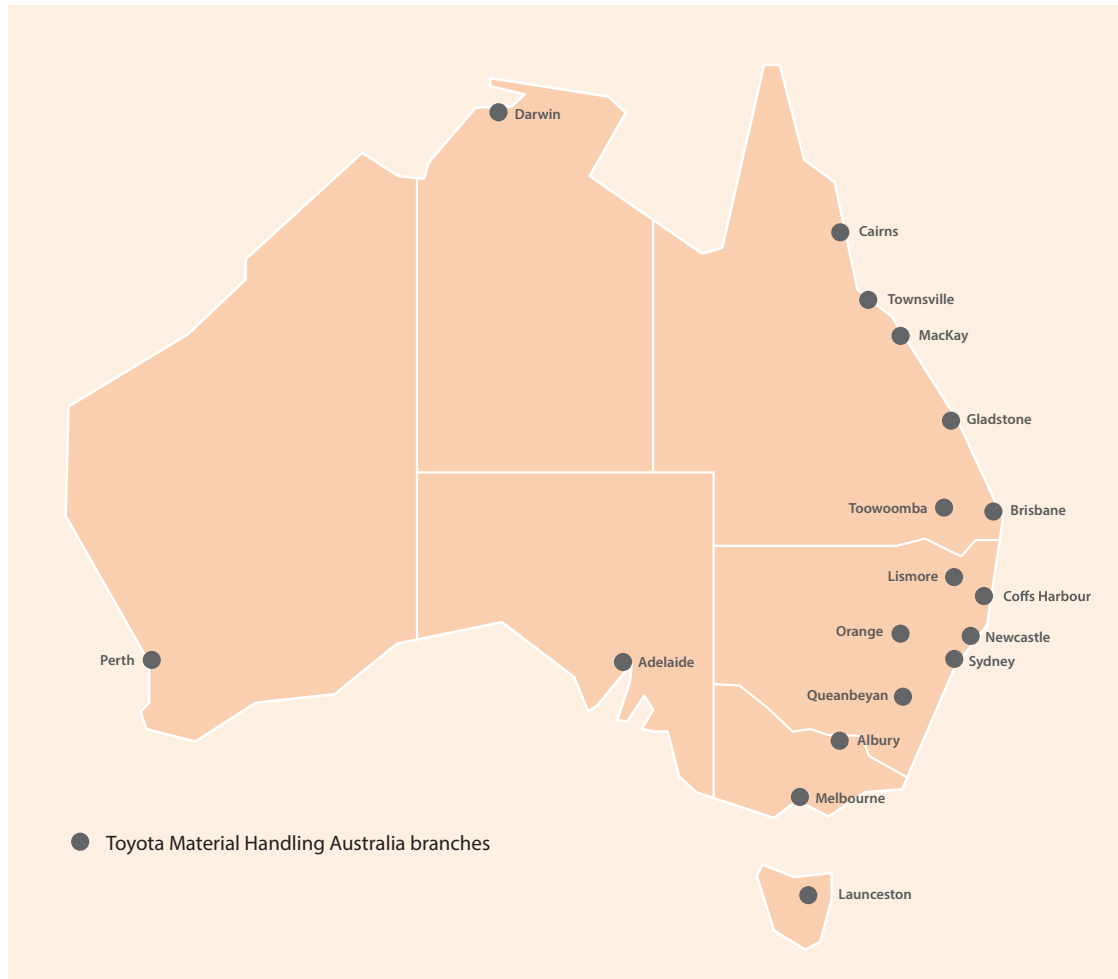 Darwin
Cairns
Townsville
MacKay
Gladstone
Toowoomba
Brisbane
Lismore
Coffs Harbour
Orange
Newcastle
Perth
Adelaide
Sydney
Queanbeyan
Albury
Melbourne
Toyota Material Handling Australia branches
Launceston